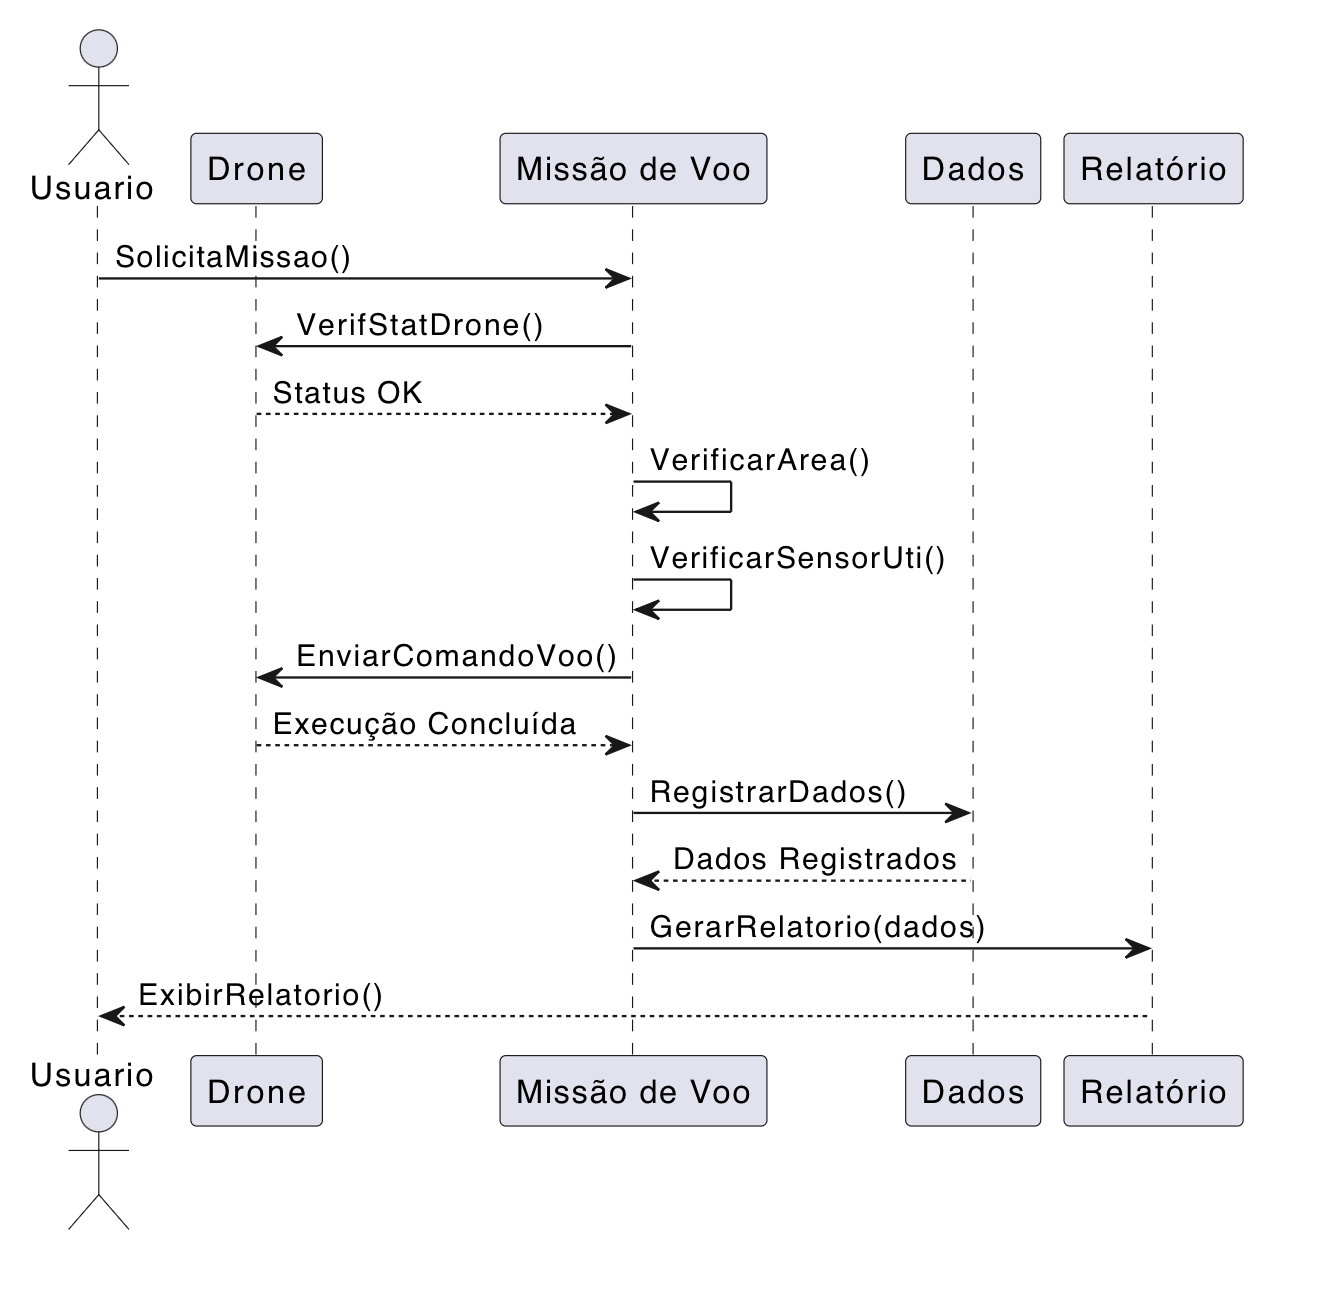 Usuario
Drone
Missão de Voo
Dados
Relatório
SolicitaMissao()
VerifStatDrone()
Status OK
VerificarArea()
VerificarSensorUti()
EnviarComandoVoo()
Execução Concluída
RegistrarDados()
Dados Registrados
GerarRelatorio(dados)
ExibirRelatorio()
Usuario
Drone
Missão de Voo
Dados
Relatório